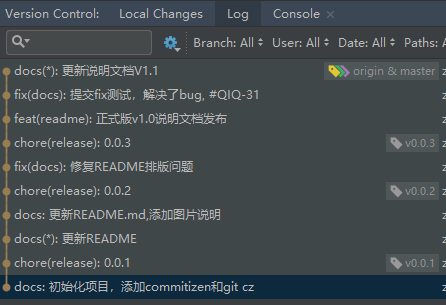 Version Control: Local Changes Log Console
Branch: All User: All Date: All Paths:
docs(*): 更新说明文档V1.1 origin & master
fix(docs): 提交fix测试，解决了bug, #QIQ-31
feat(readme): 正式版v1.0说明文档发布
chore(release): 0.0.3 v0.0.3
fix(docs): 修复README排版问题
chore(release): 0.0.2 v0.0.2
docs: 更新README.md,添加图片说明
docs(*): 更新README
chore(release): 0.0.1 v0.0.1
docs: 初始化项目，添加commitizen和git cz